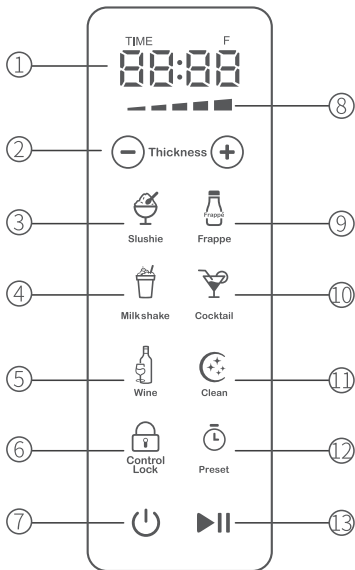 TIME F
① 88:88
⑧
② − Thickness +
③ Frappe ⑨
Slushie Frappe
④ ⑩
Milkshake Cocktail
⑤ ⑪
Wine Clean
⑥ ⑫
Control
Lock Preset
⑦ ⑬